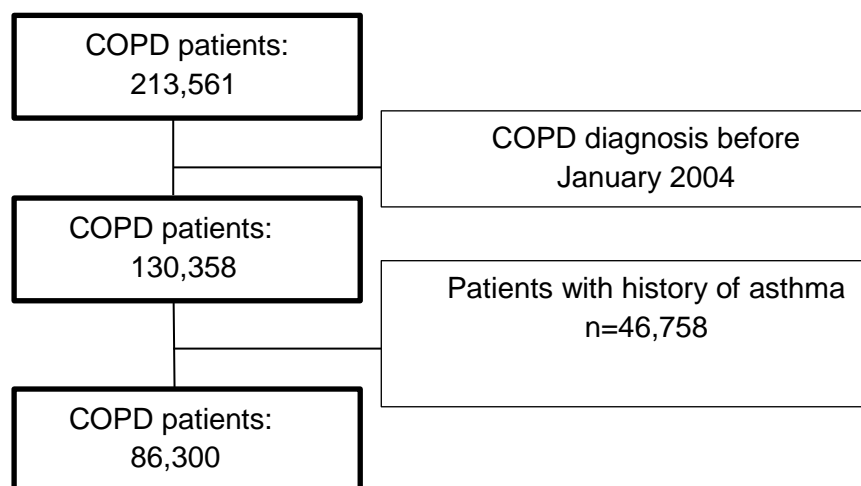 COPD patients:
213,561
COPD diagnosis before
January 2004
COPD patients:
130,358
Patients with history of asthma
n=46,758
COPD patients:
86,300